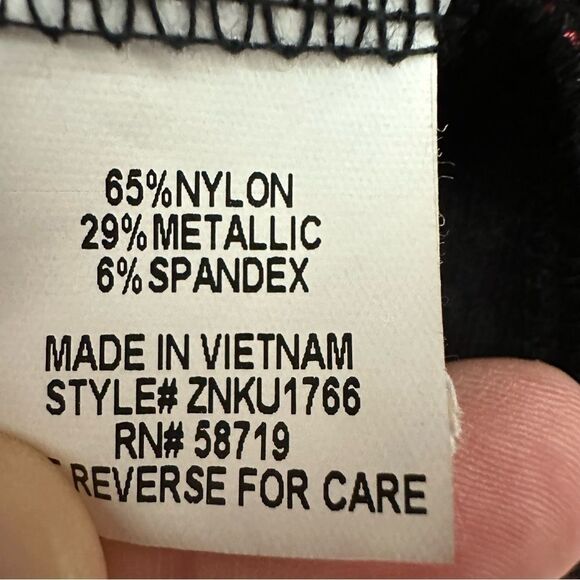 65%NYLON
29%METALLIC
6%SPANDEX
MADE IN VIETNAM
STYLE# ZNKU1766
RN# 58719
REVERSE FOR CARE